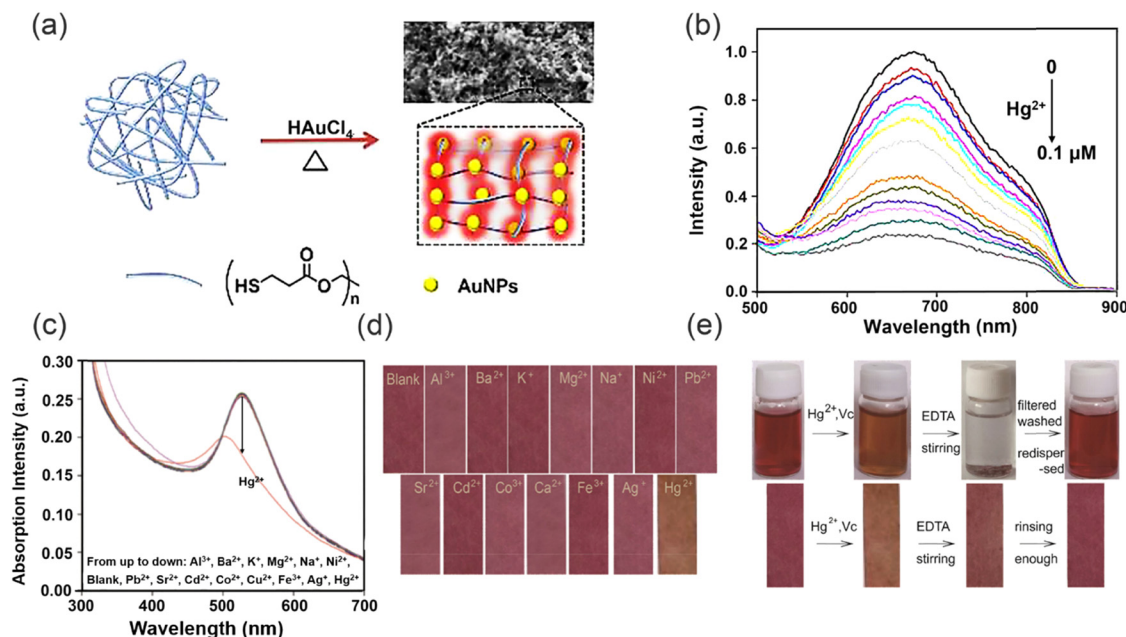 (a)
HAuCl₄
△
HS
O
O
n
AuNPs
(b)
Intensity (a.u.)
1.0
0.8
0.6
0.4
0.2
0.0
0
Hg²⁺
0.1 µM
500
600
700
800
900
Wavelength (nm)
(c)
Absorption Intensity (a.u.)
0.30
0.25
0.20
0.15
0.10
0.05
0.00
Hg²⁺
From up to down: Al³⁺, Ba²⁺, K⁺, Mg²⁺, Na⁺, Ni²⁺,
Blank, Pb²⁺, Sr²⁺, Cd²⁺, Co²⁺, Cu²⁺, Fe³⁺, Ag⁺, Hg²⁺
300
400
500
600
700
Wavelength (nm)
(d)
Blank Al³⁺ Ba²⁺ K⁺ Mg²⁺ Na⁺ Ni²⁺ Pb²⁺
Sr²⁺ Cd²⁺ Co³⁺ Ca²⁺ Fe³⁺ Ag⁺ Hg²⁺
(e)
Hg²⁺,Vc
EDTA
stirring
filtered
washed
redisper
-sed
Hg²⁺,Vc
EDTA
stirring
rinsing
enough